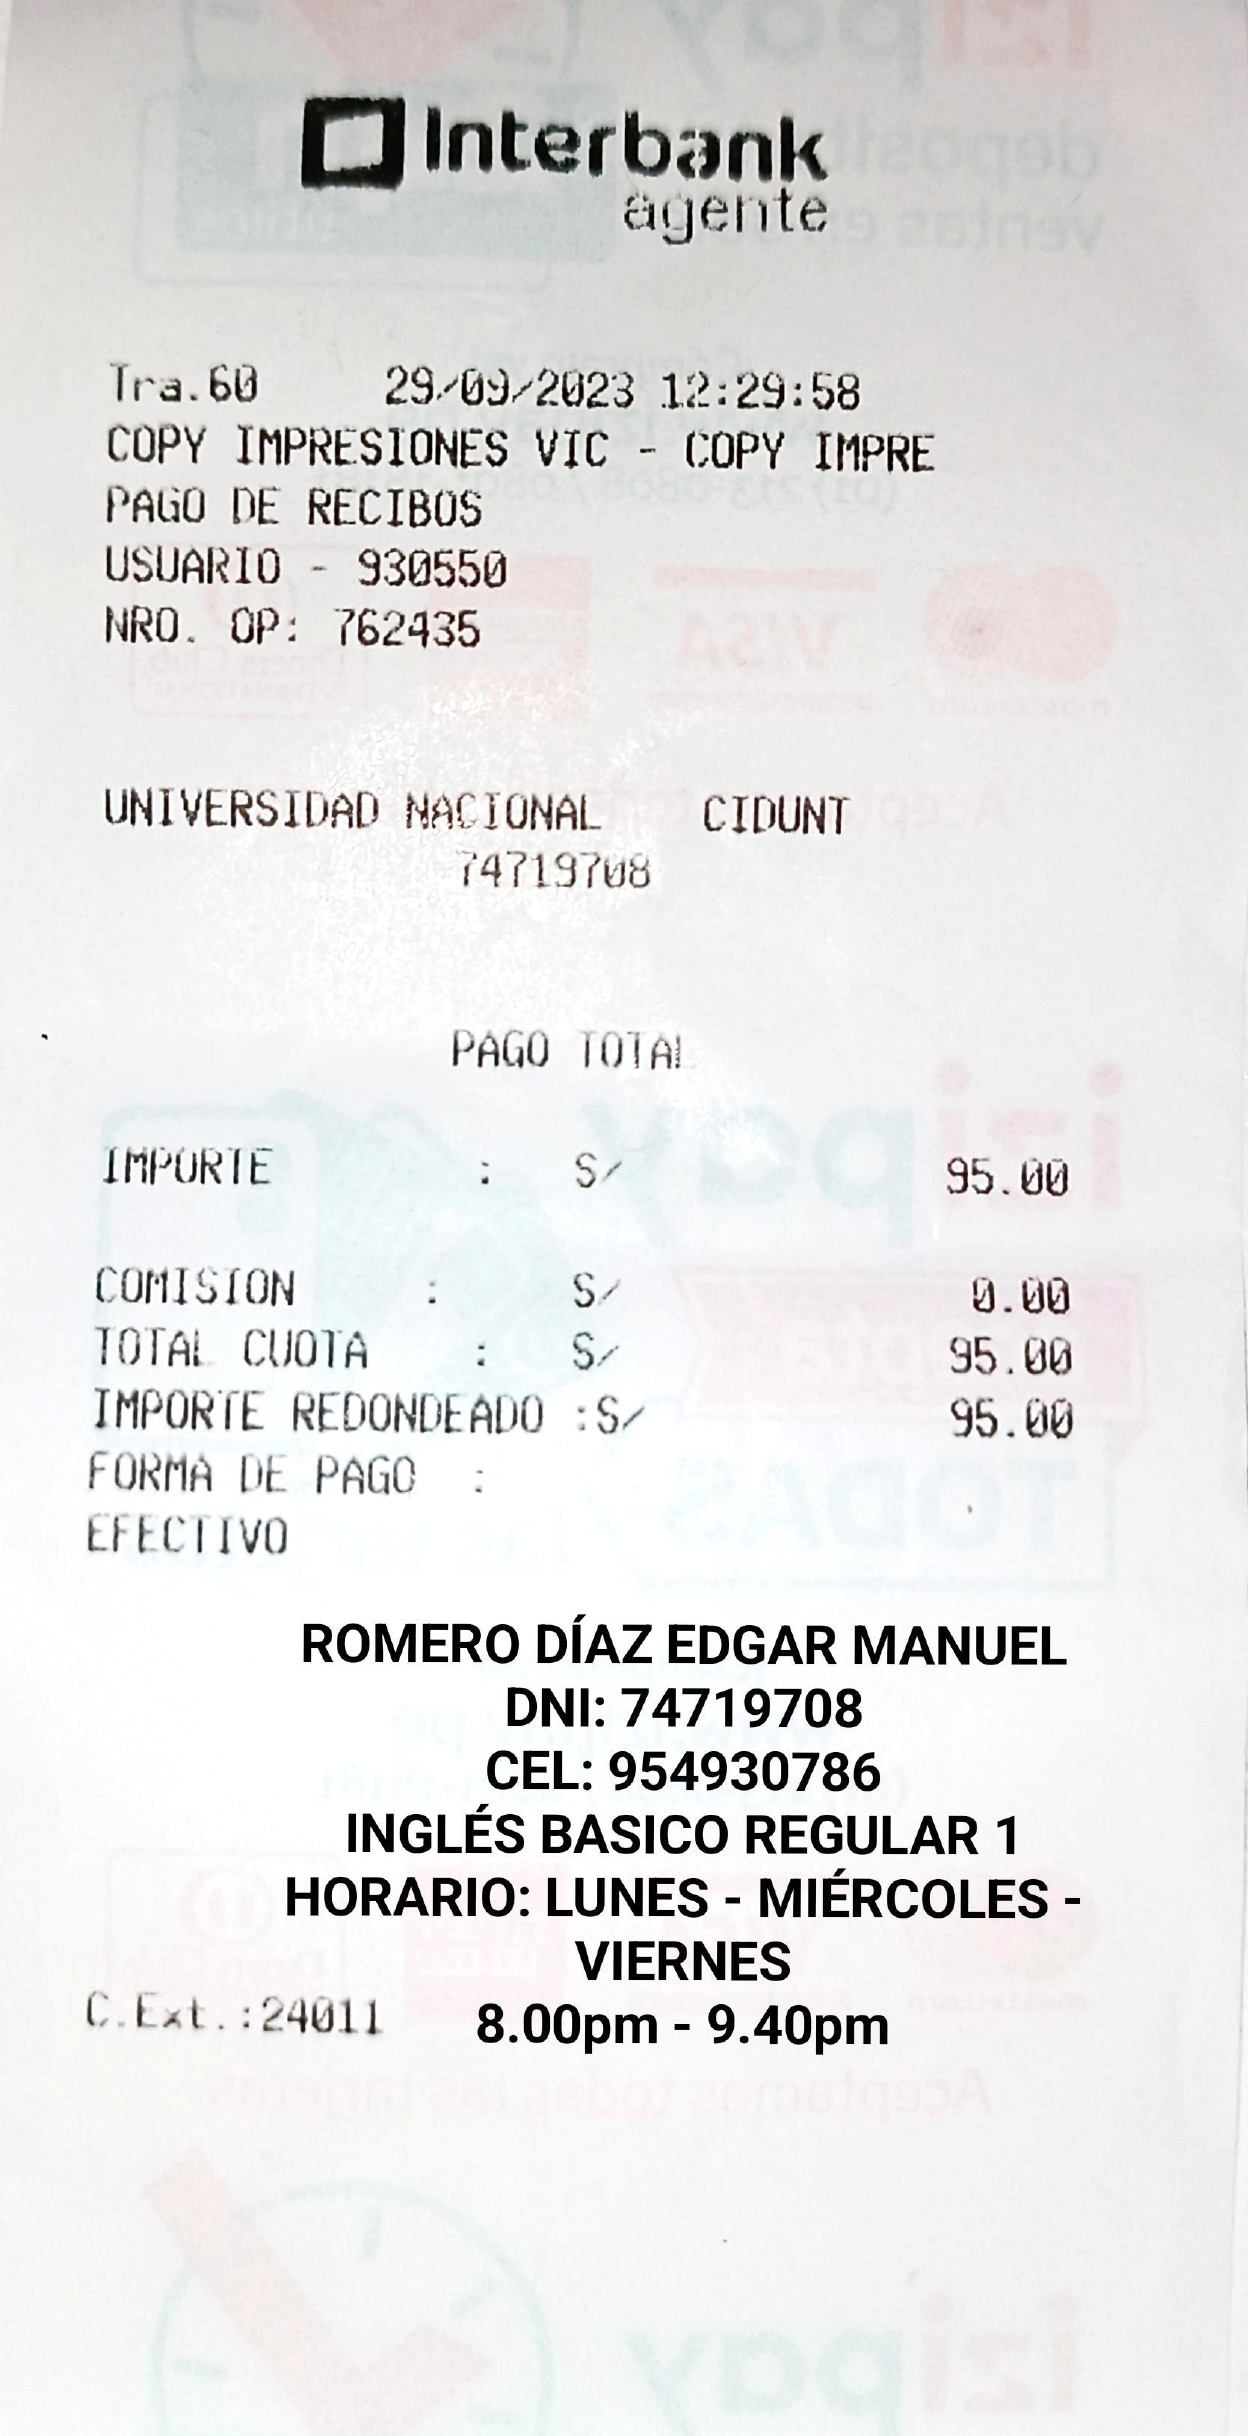 Interbank
agente
Tra.60 29/09/2023 12:29:58
COPY IMPRESIONES VIC - COPY IMPRE
PAGO DE RECIBOS
USUARIO - 930550
NRO. OP: 762435
UNIVERSIDAD NACIONAL CIDUNT
74719708
PAGO TOTAL
IMPORTE : S/ 95.00
COMISION : S/ 0.00
TOTAL CUOTA : S/ 95.00
IMPORTE REDONDEADO :S/ 95.00
FORMA DE PAGO :
EFECTIVO
ROMERO DÍAZ EDGAR MANUEL
DNI: 74719708
CEL: 954930786
INGLÉS BASICO REGULAR 1
HORARIO: LUNES - MIÉRCOLES -
VIERNES
8.00pm - 9.40pm
C.Ext.:24011